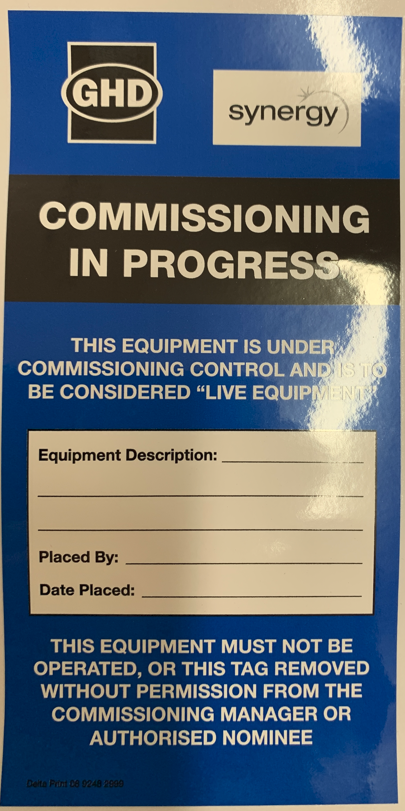 GHD
synergy
COMMISSIONING
IN PROGRESS
THIS EQUIPMENT IS UNDER
COMMISSIONING CONTROL AND IS TO
BE CONSIDERED “LIVE EQUIPMENT”
Equipment Description:
Placed By:
Date Placed:
THIS EQUIPMENT MUST NOT BE
OPERATED, OR THIS TAG REMOVED
WITHOUT PERMISSION FROM THE
COMMISSIONING MANAGER OR
AUTHORISED NOMINEE
Delta Print